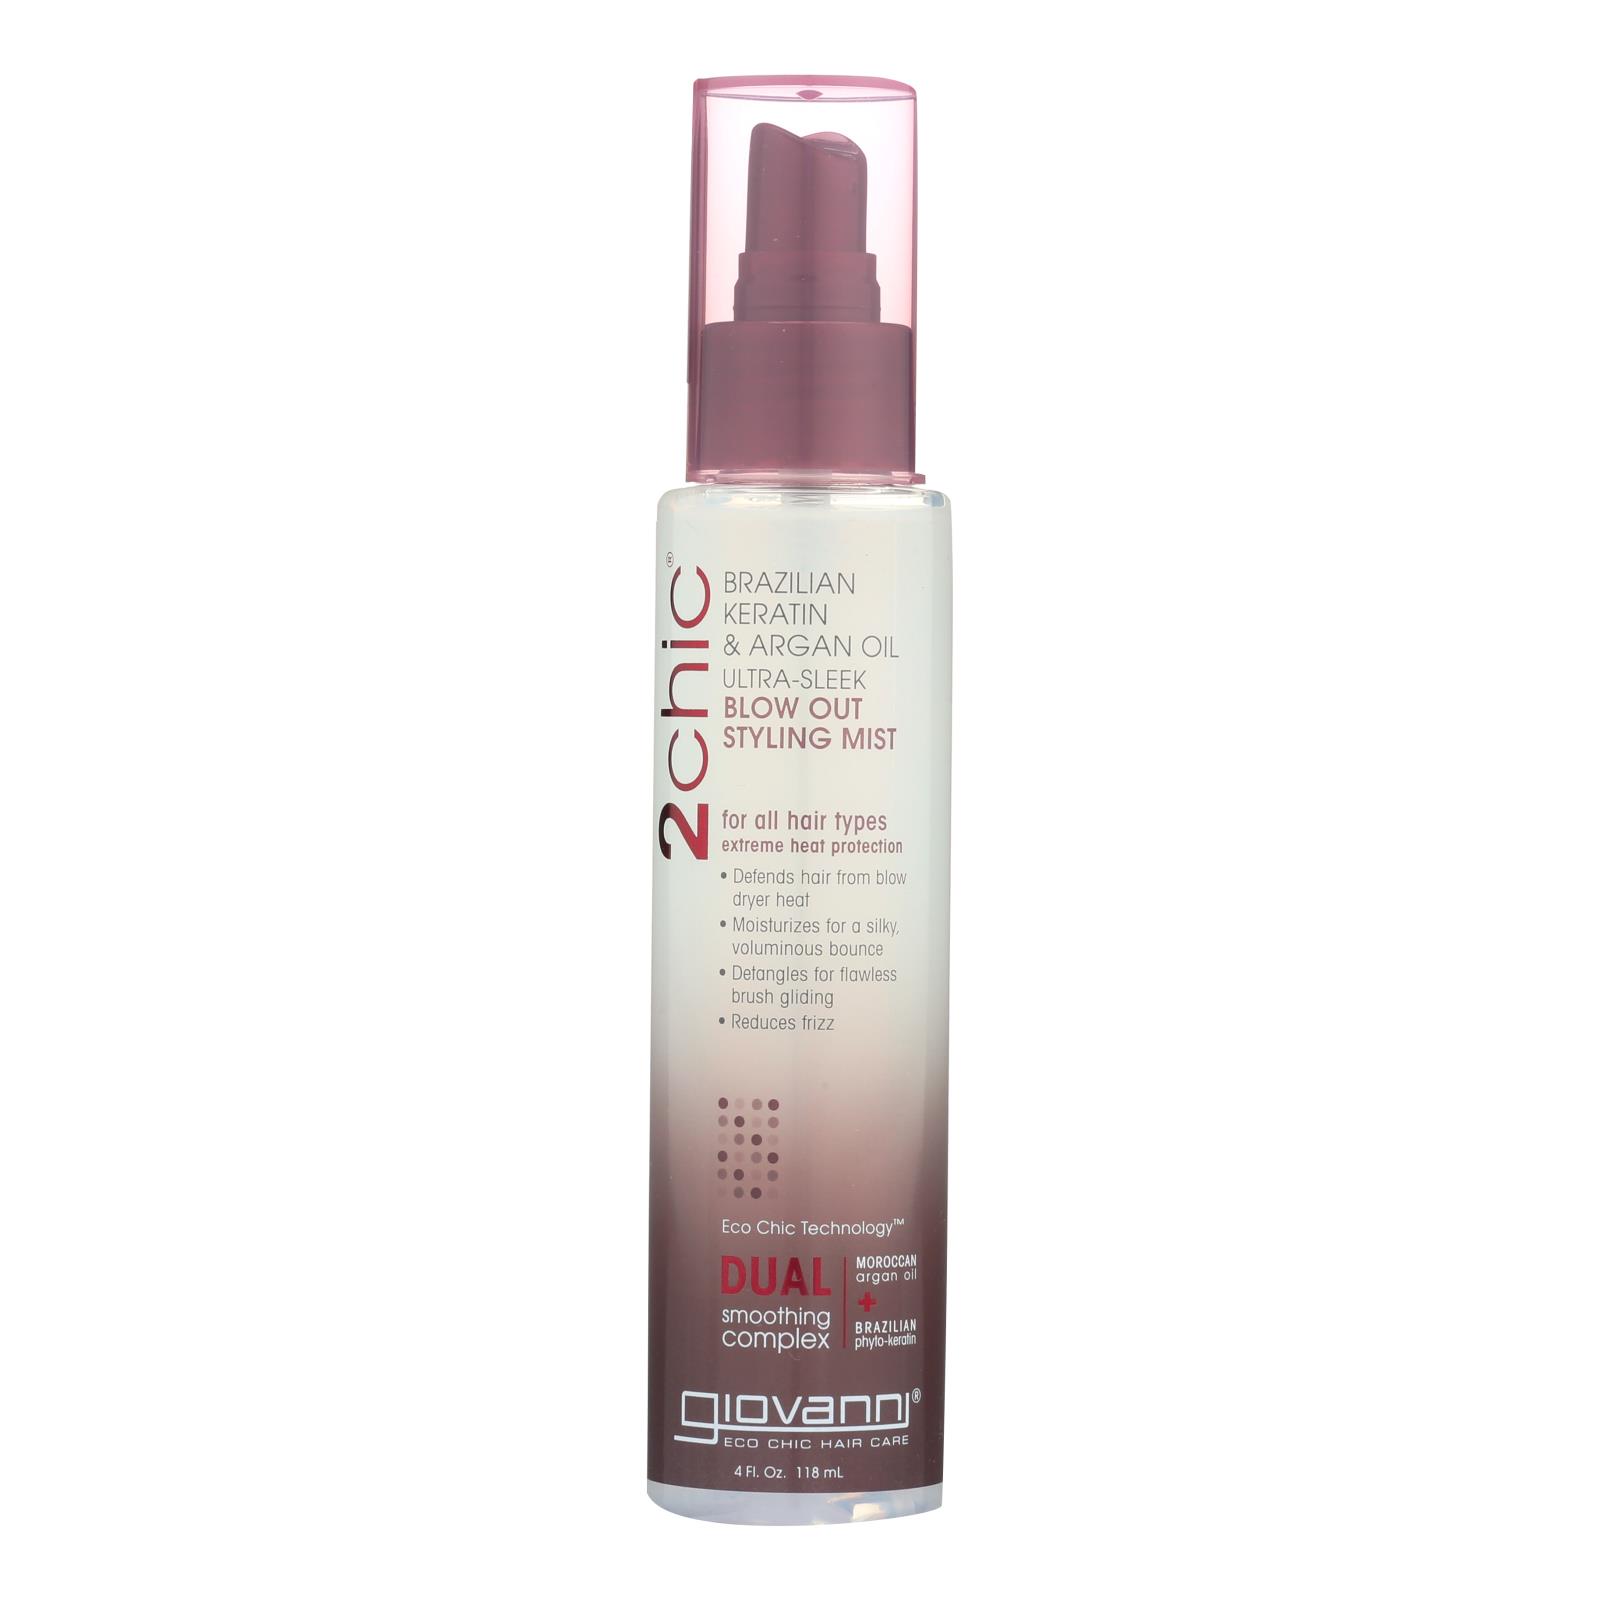 2chic®
BRAZILIAN
KERATIN
& ARGAN OIL
ULTRA-SLEEK
BLOW OUT
STYLING MIST
for all hair types
extreme heat protection
• Defends hair from blow
dryer heat
• Moisturizes for a silky,
voluminous bounce
• Detangles for flawless
brush gliding
• Reduces frizz
Eco Chic Technology™
DUAL
smoothing
complex
MOROCCAN
argan oil
+
BRAZILIAN
phyto-keratin
giovanni®
ECO CHIC HAIR CARE
4 Fl. Oz. 118 mL